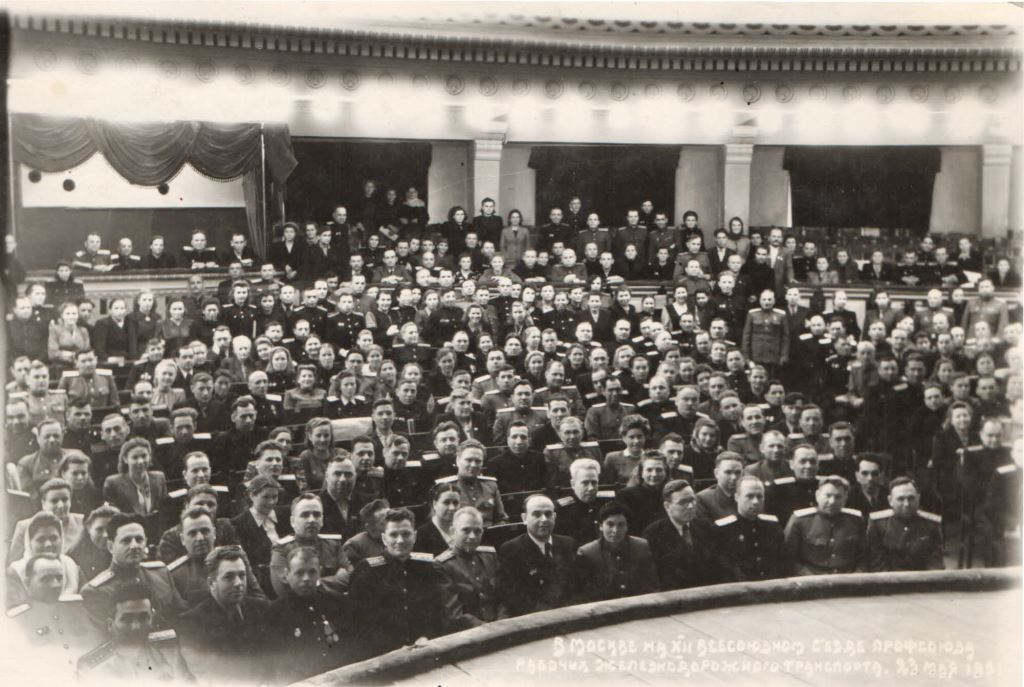 В МОСКВЕ НА XII ВСЕСОЮЗНОМ СЪЕЗДЕ ПРОФСОЮЗА
РАБОЧИХ ЖЕЛЕЗНОДОРОЖНОГО ТРАНСПОРТА. 23 МАЯ 1951